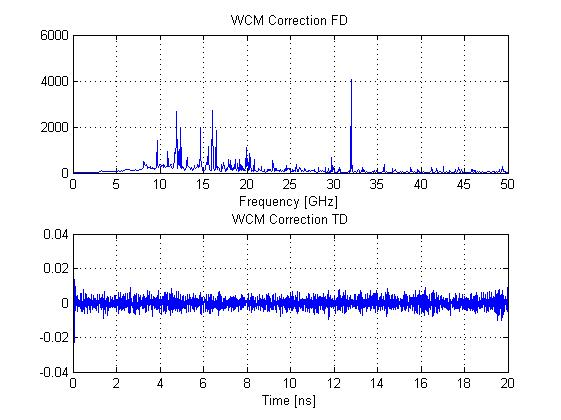 WCM Correction FD
6000
4000
2000
0
0 5 10 15 20 25 30 35 40 45 50
Frequency [GHz]
WCM Correction TD
0.04
0.02
0
-0.02
-0.04
0 2 4 6 8 10 12 14 16 18 20
Time [ns]